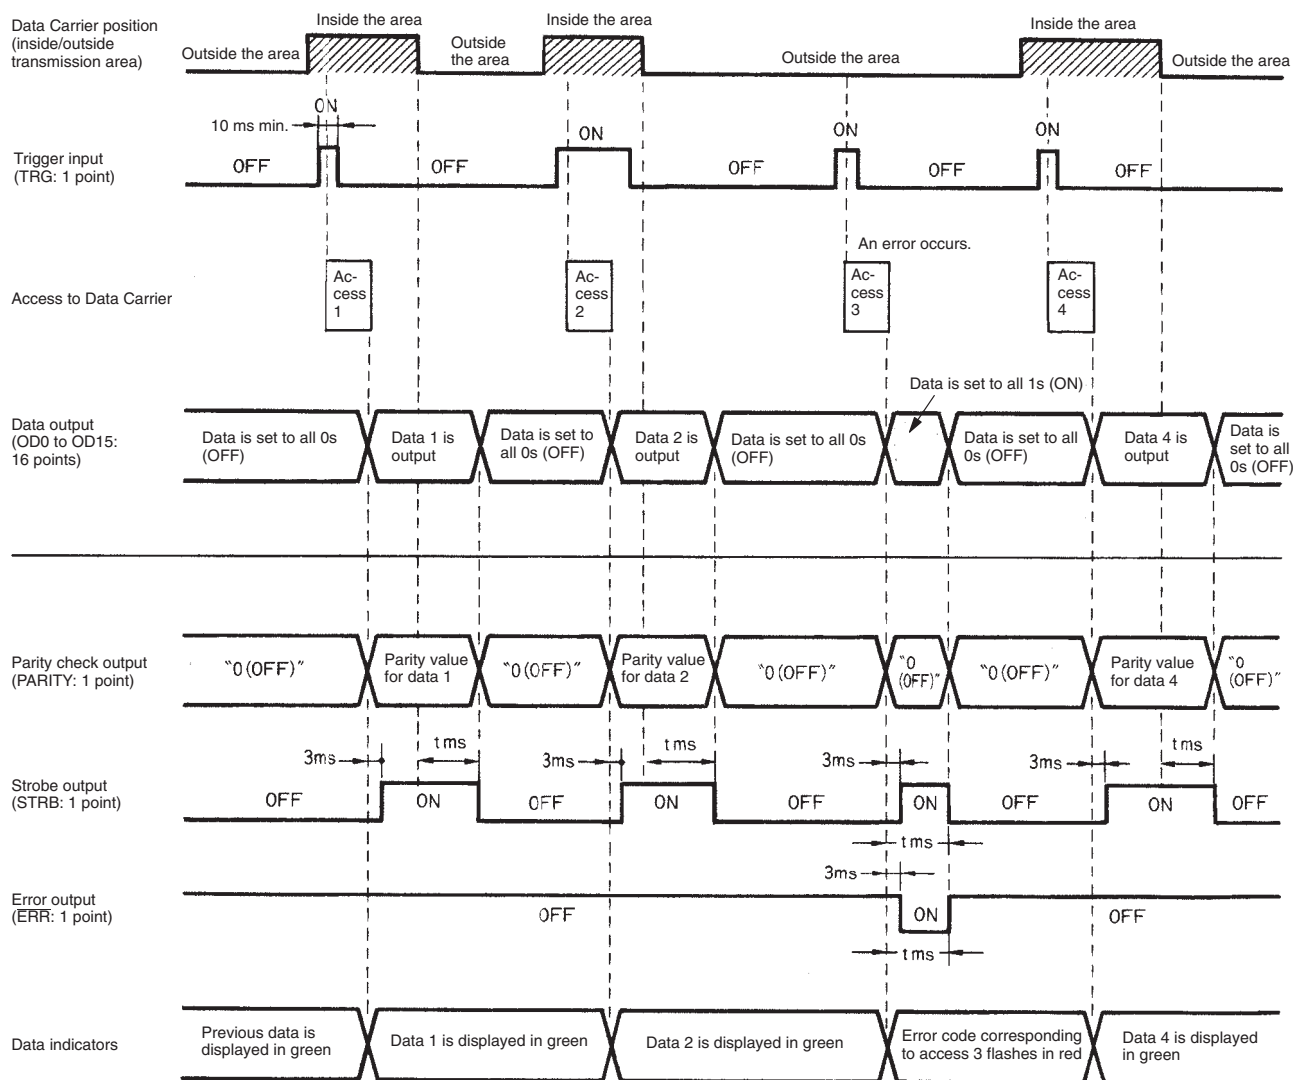 Data Carrier position
(inside/outside
transmission area)
Outside the area
Inside the area
Outside
the area
Inside the area
Outside the area
Inside the area
Outside the area
ON
10 ms min.
Trigger input
(TRG: 1 point)
OFF
OFF
ON
OFF
ON
OFF
ON
OFF
An error occurs.
Access to Data Carrier
Ac-
cess
1
Ac-
cess
2
Ac-
cess
3
Ac-
cess
4
Data is set to all 1s (ON)
Data output
(OD0 to OD15:
16 points)
Data is set to all 0s
(OFF)
Data 1 is
output
Data is set to
all 0s (OFF)
Data 2 is
output
Data is set to all 0s
(OFF)
Data is set to all
0s (OFF)
Data 4 is
output
Data is
set to all
0s (OFF)
Parity check output
(PARITY: 1 point)
"0 (OFF)"
Parity value
for data 1
"0 (OFF)"
Parity value
for data 2
"0 (OFF)"
"0
(OFF)"
"0 (OFF)"
Parity value
for data 4
"0
(OFF)"
3ms
t ms
3ms
t ms
3ms
3ms
t ms
Strobe output
(STRB: 1 point)
OFF
ON
OFF
ON
OFF
ON
OFF
ON
OFF
t ms
3ms
Error output
(ERR: 1 point)
OFF
ON
OFF
t ms
Data indicators
Previous data is
displayed in green
Data 1 is displayed in green
Data 2 is displayed in green
Error code corresponding
to access 3 flashes in red
Data 4 is displayed
in green